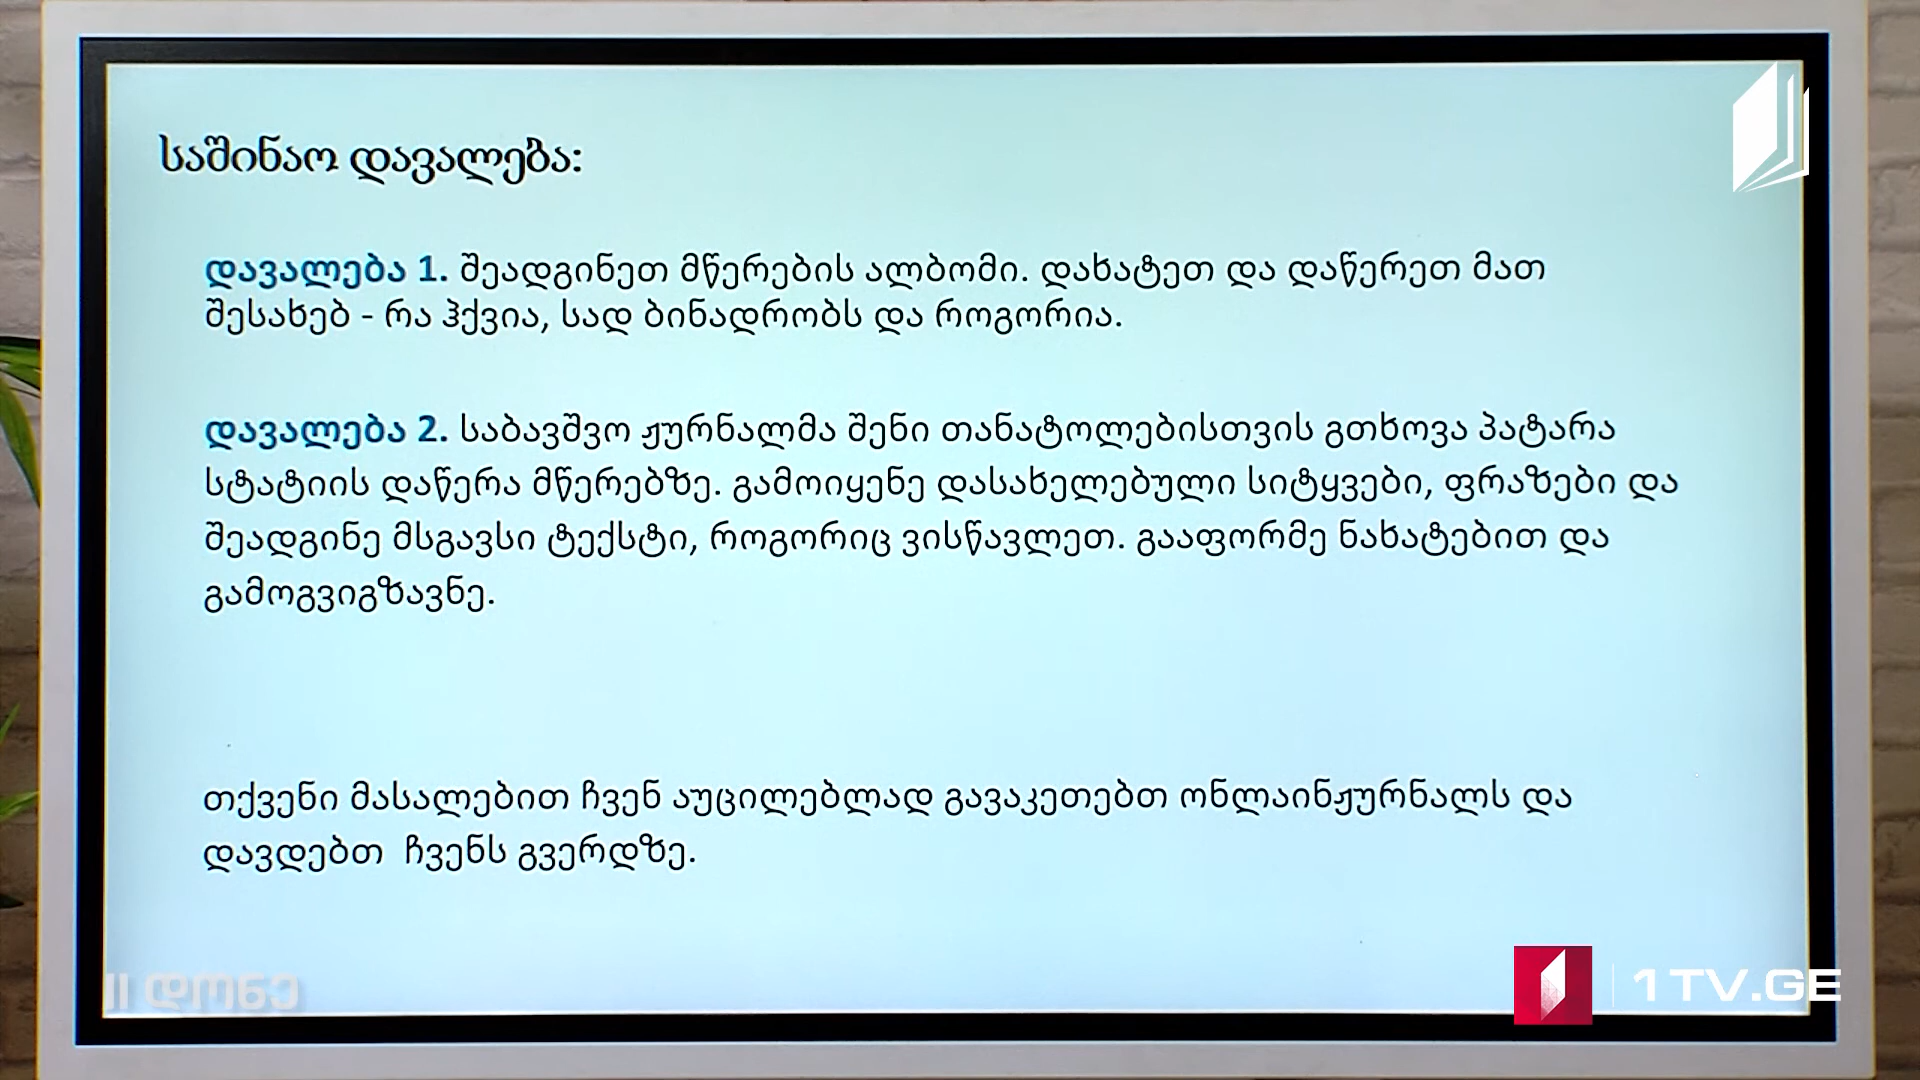 საშინაო დავალება:
დავალება 1. შეადგინეთ მწერების ალბომი. დახატეთ და დაწერეთ მათ
შესახებ - რა ჰქვია, სად ბინადრობს და როგორია.
დავალება 2. საბავშვო ჟურნალმა შენი თანატოლებისთვის გთხოვა პატარა
სტატიის დაწერა მწერებზე. გამოიყენე დასახელებული სიტყვები, ფრაზები და
შეადგინე მსგავსი ტექსტი, როგორიც ვისწავლეთ. გააფორმე ნახატებით და
გამოგვიგზავნე.
თქვენი მასალებით ჩვენ აუცილებლად გავაკეთებთ ონლაინჟურნალს და
დავდებთ ჩვენს გვერდზე.
II დონე
1TV.GE